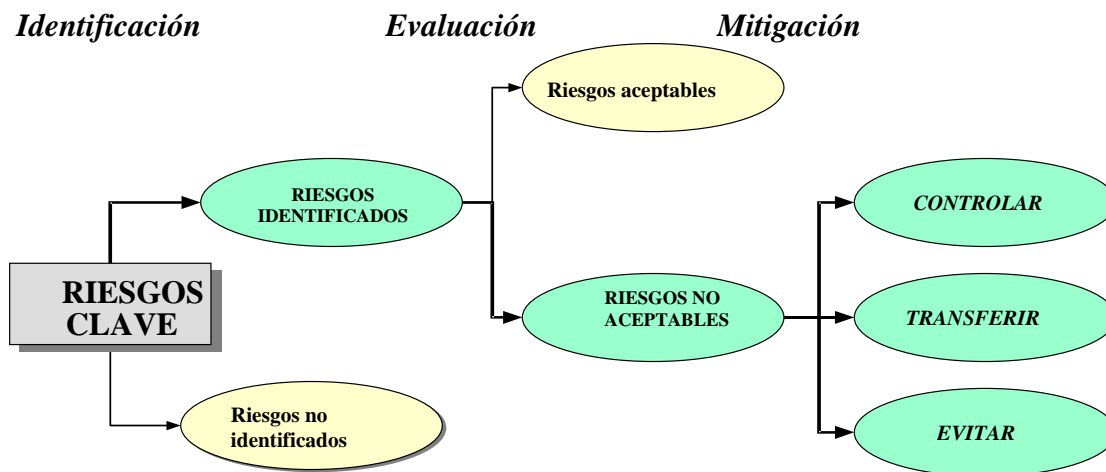 Identificación
Evaluación
Mitigación
Riesgos aceptables
RIESGOS
IDENTIFICADOS
CONTROLAR
RIESGOS
CLAVE
RIESGOS NO
ACEPTABLES
TRANSFERIR
Riesgos no
identificados
EVITAR